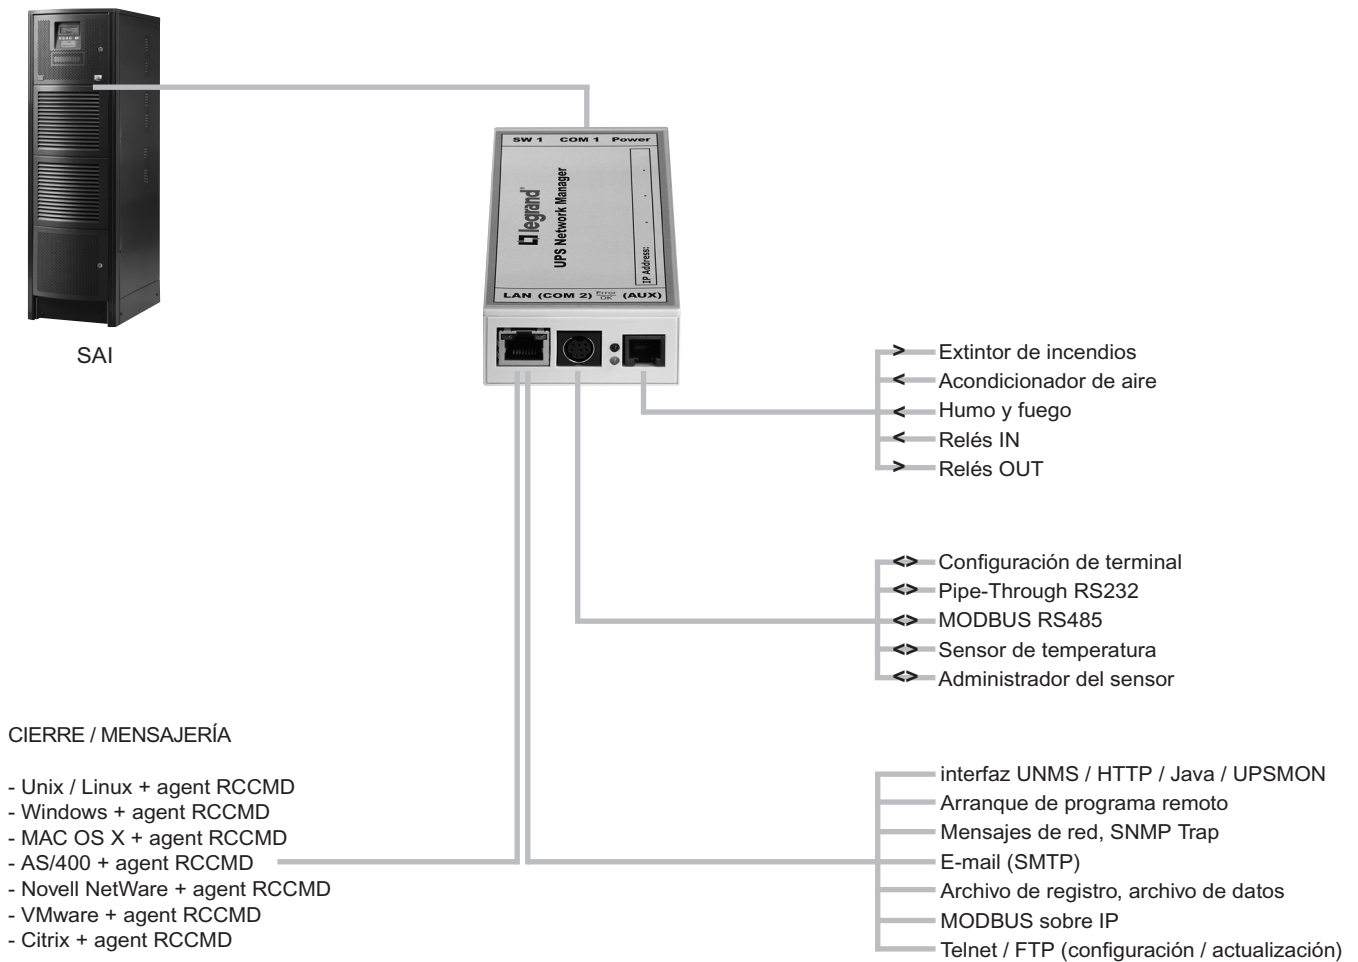 SAI
SW 1 COM 1 Power
legrand®
UPS Network Manager
IP Address: . . .
LAN (COM 2) Error OK (AUX)
> Extintor de incendios
< Acondicionador de aire
< Humo y fuego
< Relés IN
> Relés OUT
<> Configuración de terminal
<> Pipe-Through RS232
<> MODBUS RS485
<> Sensor de temperatura
<> Administrador del sensor
CIERRE / MENSAJERÍA
- Unix / Linux + agent RCCMD
- Windows + agent RCCMD
- MAC OS X + agent RCCMD
- AS/400 + agent RCCMD
- Novell NetWare + agent RCCMD
- VMware + agent RCCMD
- Citrix + agent RCCMD
interfaz UNMS / HTTP / Java / UPSMON
Arranque de programa remoto
Mensajes de red, SNMP Trap
E-mail (SMTP)
Archivo de registro, archivo de datos
MODBUS sobre IP
Telnet / FTP (configuración / actualización)